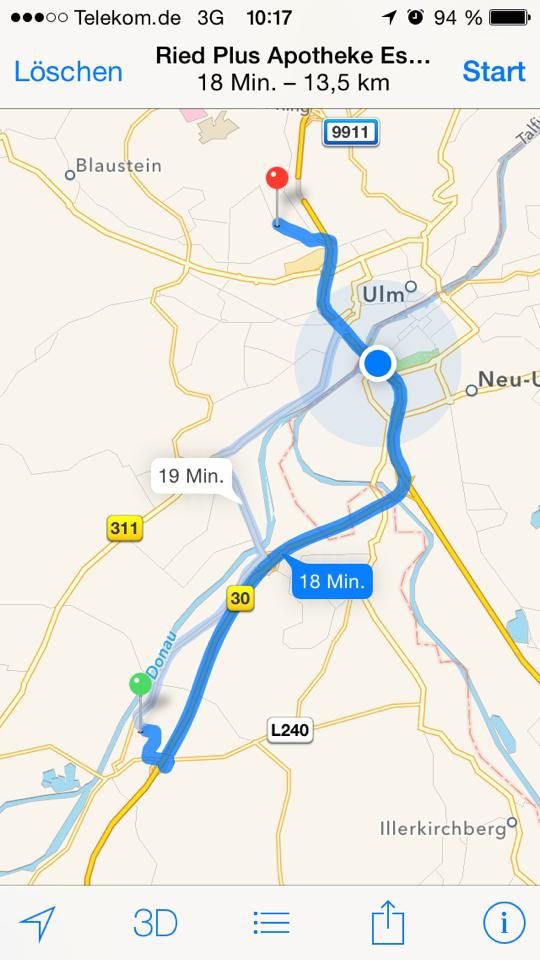 Telekom.de 3G 10:17 94 %
Löschen
Ried Plus Apotheke Es...
18 Min. – 13,5 km
Start
9911
Blaustein
Ulm
Neu-U
19 Min.
311
18 Min.
30
Donau
L240
Illerkirchberg
3D